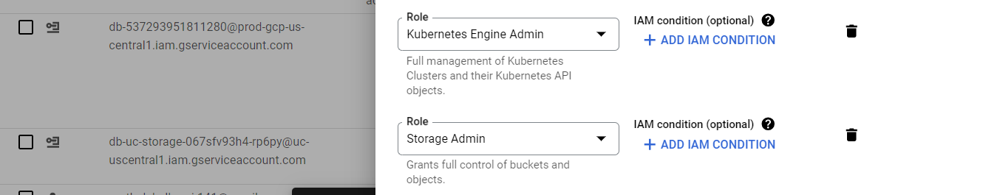 db-537293951811280@prod-gcp-us-
central1.iam.gserviceaccount.com
db-uc-storage-067sfv93h4-rp6py@uc-
uscentral1.iam.gserviceaccount.com
Role
Kubernetes Engine Admin
IAM condition (optional)
ADD IAM CONDITION
Full management of Kubernetes
Clusters and their Kubernetes API
objects.
Role
Storage Admin
IAM condition (optional)
ADD IAM CONDITION
Grants full control of buckets and
objects.